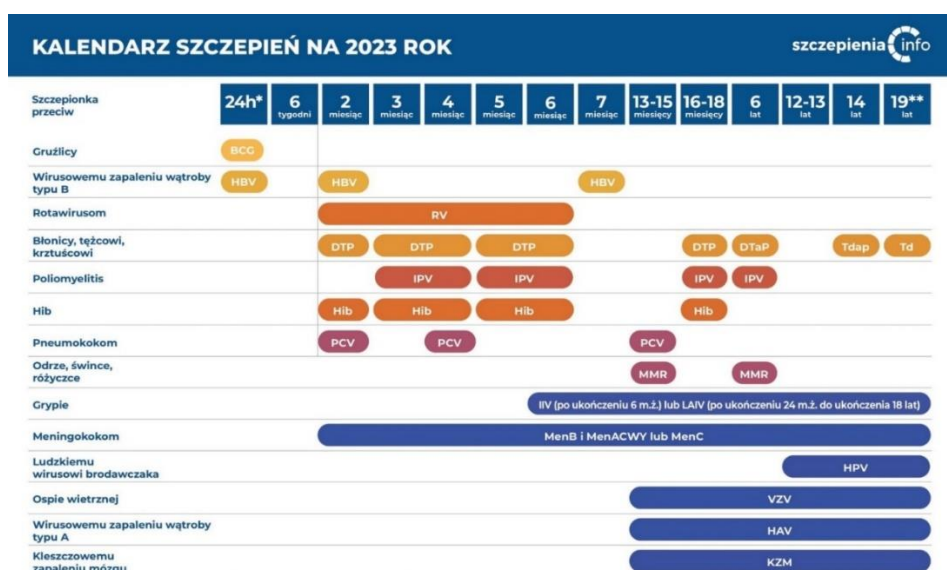 KALENDARZ SZCZEPIEŃ NA 2023 ROK
szczepienia info
Szczepionka
przeciw
24h* 6 2 3 4 5 6 7 13-15 16-18 6 12-13 14 19**
tygodni miesiąc miesiąc miesiąc miesiąc miesiąc miesiąc miesięcy miesięcy lat lat lat lat
Gruźlicy BCG
Wirusowemu zapaleniu wątroby
typu B HBV HBV HBV
Rotawirusom RV
Błonicy, tężcowi,
krztuścowi DTP DTP DTP DTP DTaP Tdap Td
Poliomyelitis IPV IPV IPV IPV
Hib Hib Hib Hib Hib
Pneumokokom PCV PCV PCV
Odrze, śwince,
różyczce MMR MMR
Grypie IIV (po ukończeniu 6 m.ż.) lub LAIV (po ukończeniu 24 m.ż. do ukończenia 18 lat)
Meningokokom MenB i MenACWY lub MenC
Ludzkiemu
wirusowi brodawczaka HPV
Ospie wietrznej VZV
Wirusowemu zapaleniu wątroby
typu A HAV
Kleszczowemu
zapaleniu mózgu KZM